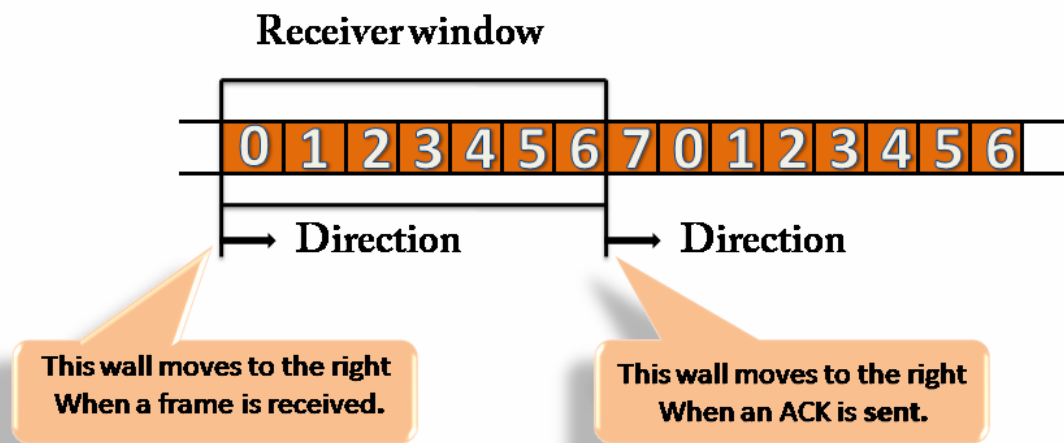 Receiver window
0 1 2 3 4 5 6 7 0 1 2 3 4 5 6
Direction Direction
This wall moves to the right
When a frame is received.
This wall moves to the right
When an ACK is sent.